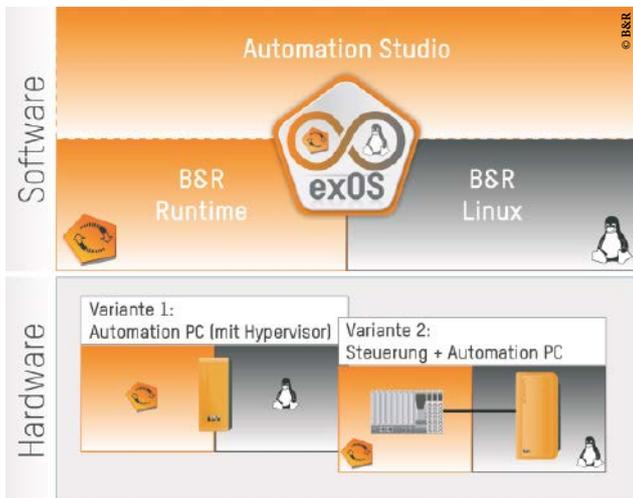 © B&R
Software
Automation Studio
exOS
B&R
Runtime
B&R
Linux
Hardware
Variante 1:
Automation PC (mit Hypervisor)
Variante 2:
Steuerung + Automation PC